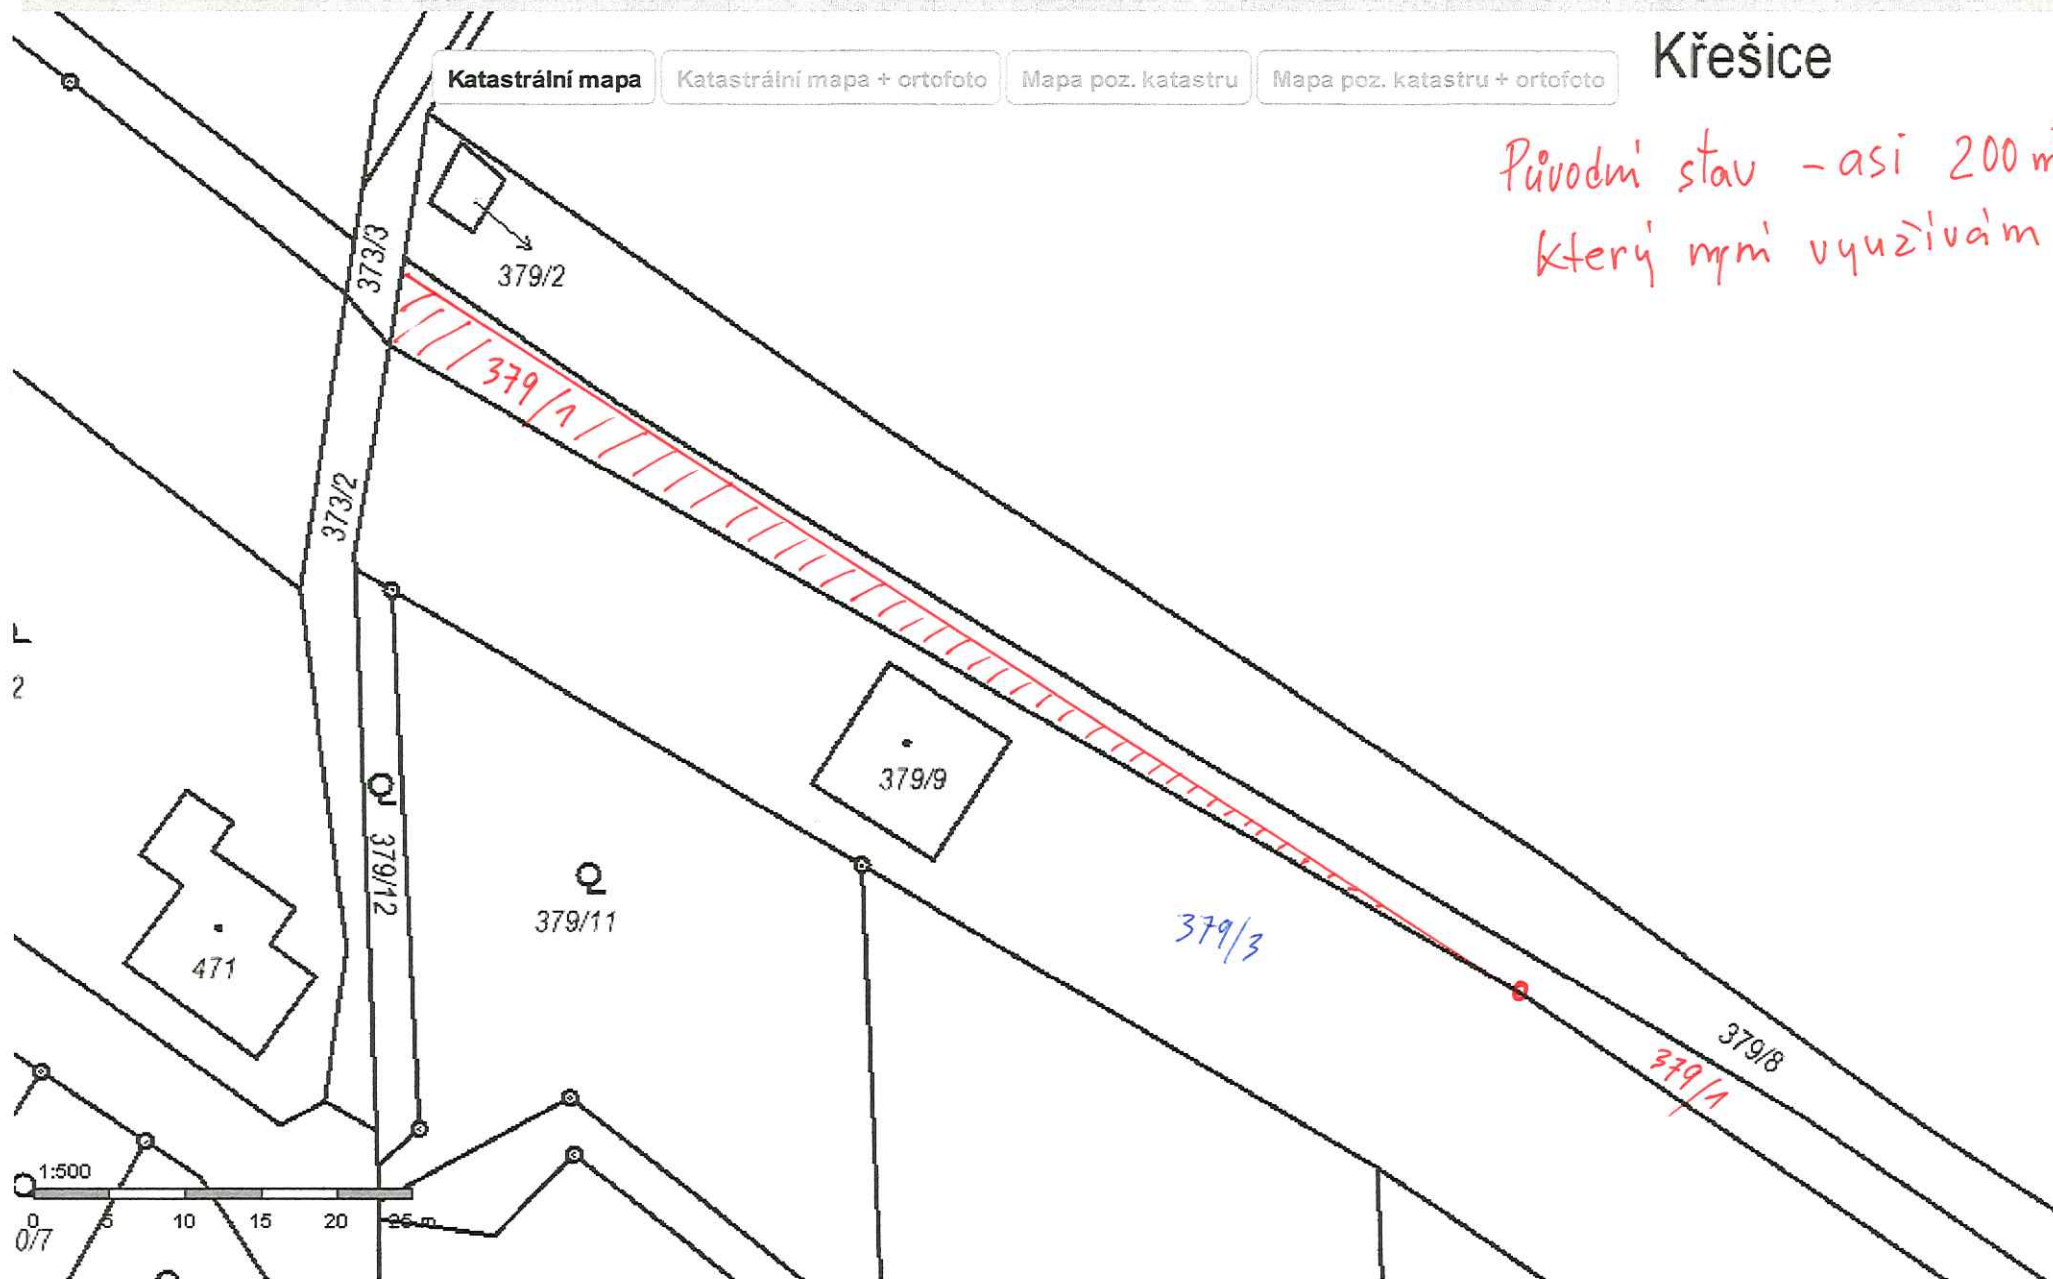 Křešice
Katastrální mapa
Katastrální mapa + ortofoto
Mapa poz. katastru
Mapa poz. katastru + ortofoto
Původní stav - asi 200 m
který nyní využívám
373/3
379/2
379/1
373/2
2
379/9
379/12
379/11
379/3
471
379/8
379/1
1:500
0 5 10 15 20 25 m
0/7